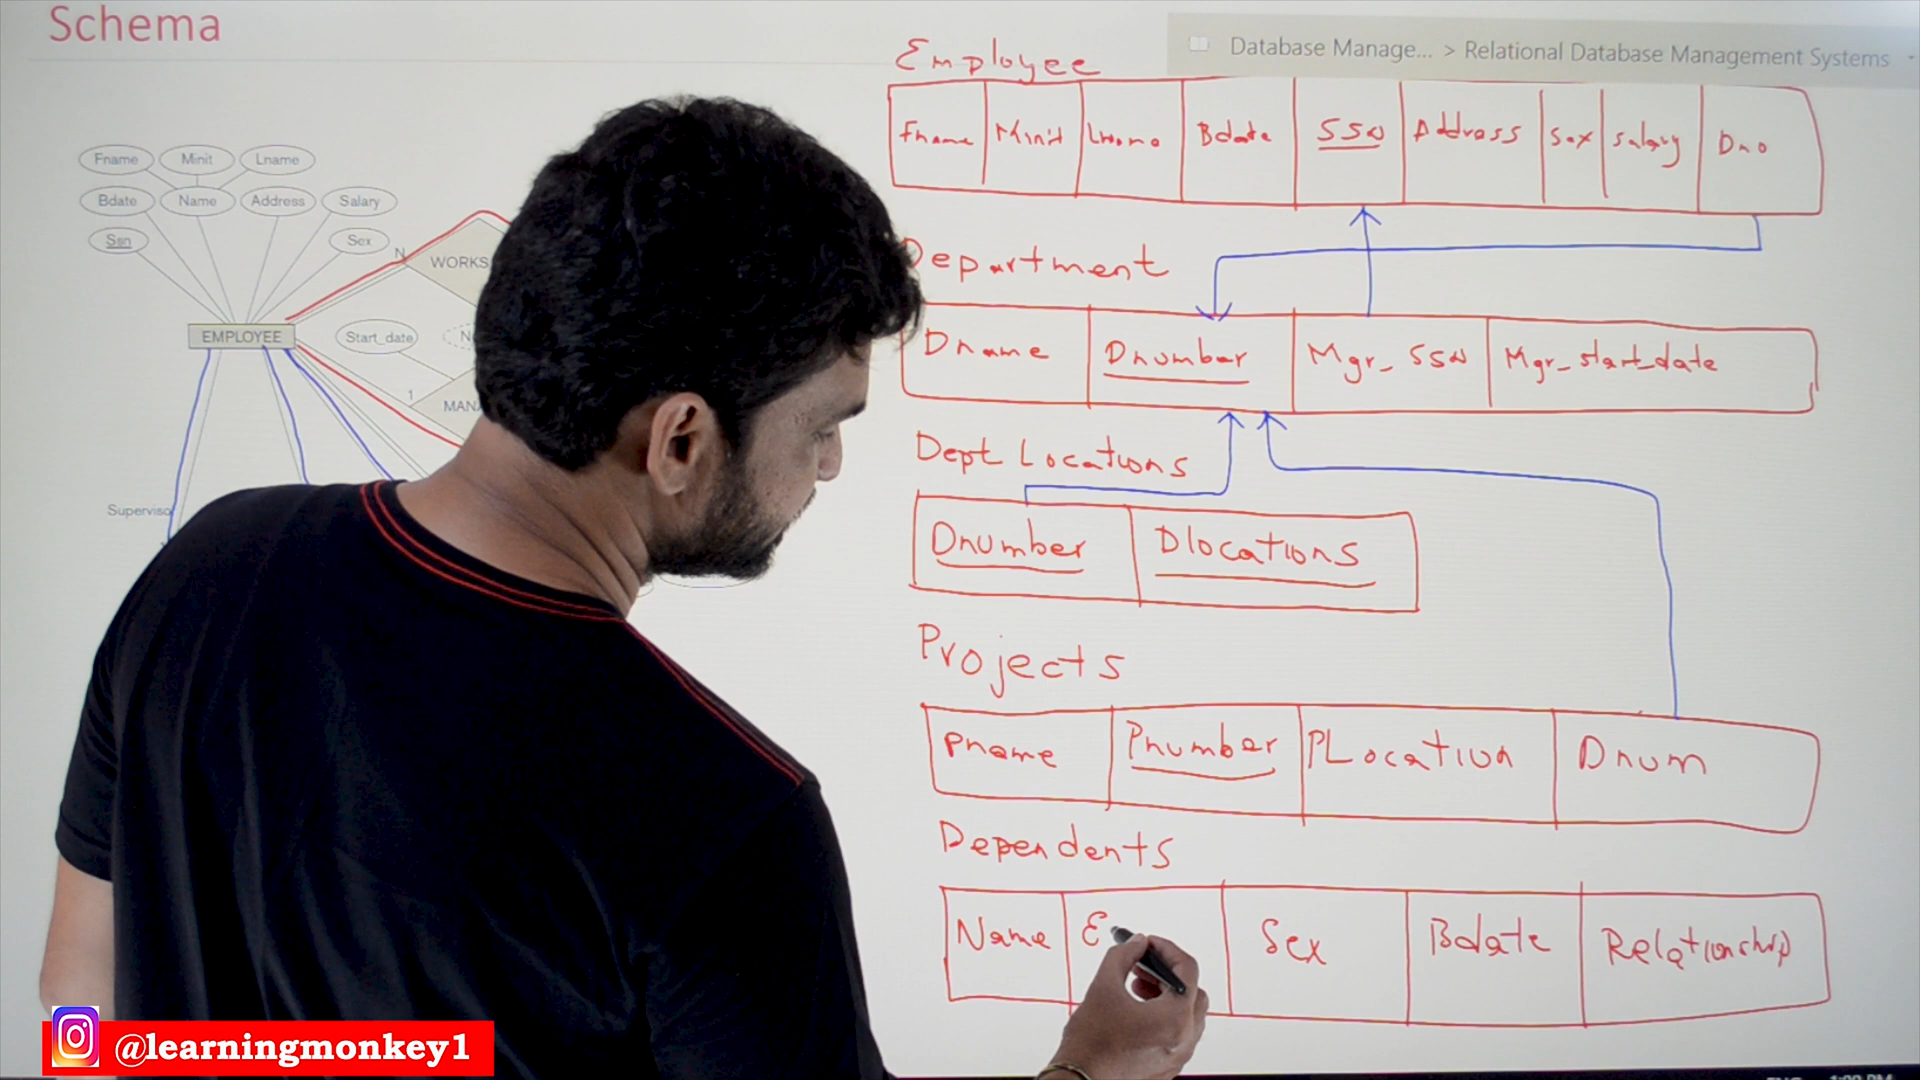 Schema
Database Manage... > Relational Database Management Systems
Fname Minit Lname
Bdate Name Address Salary
Ssn Sex
N WORKS
EMPLOYEE Start_date N
1 MAN
Superviso
Employee
Fname Minit Lname Bdate SSN Address Sex Salary Dno
Department
Dname Dnumber Mgr_SSN Mgr_start_date
Dept Locations
Dnumber Dlocations
Projects
Pname Pnumber PLocation Dnum
Dependents
Name E Sex Bdate Relationship
@learningmonkey1